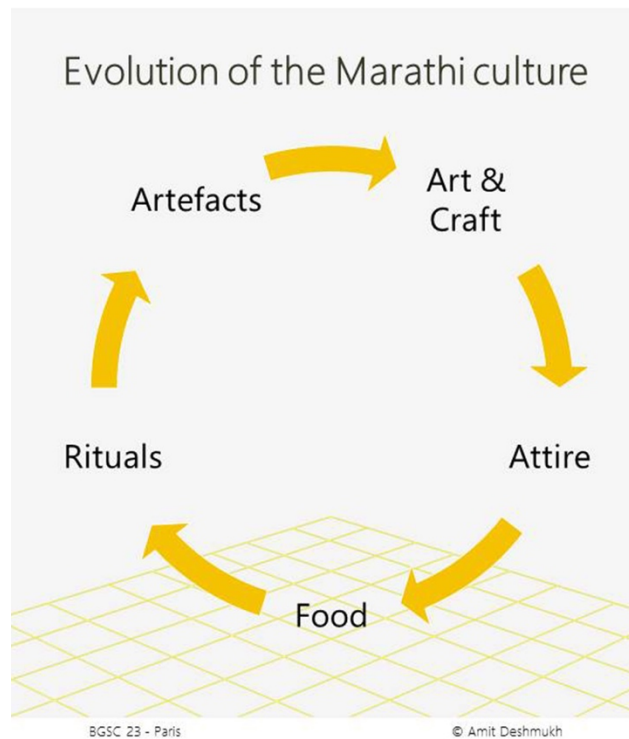 Evolution of the Marathi culture
Artefacts
Art &
Craft
Attire
Food
Rituals
BGSC 23 - Paris
© Amit Deshmukh